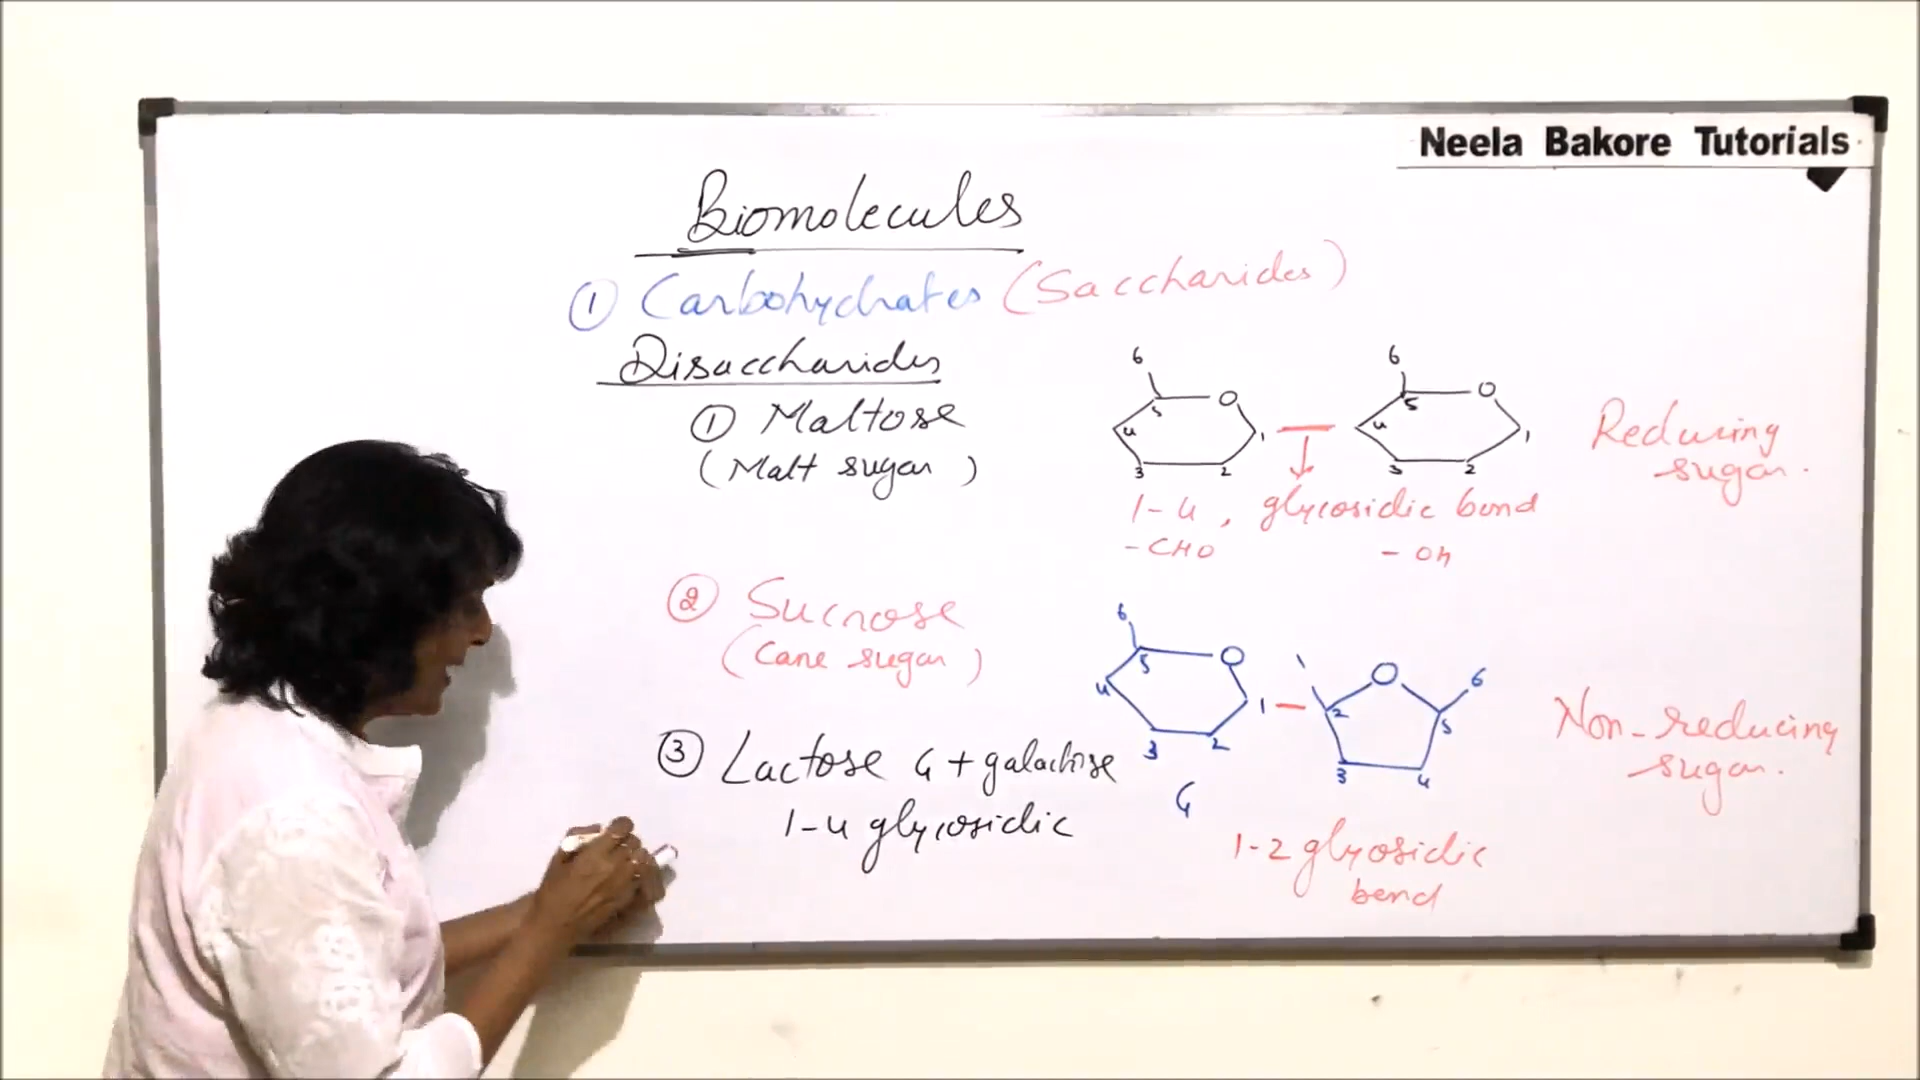 Neela Bakore Tutorials
Biomolecules
① Carbohydrates (Saccharides)
Disaccharides
① Maltose
(Malt sugar)
6
5 O
4 1
3 2
6
5 O
4 1
3 2
Reducing
sugar.
1-4, glycosidic bond
-CHO -OH
② Sucrose
(Cane sugar)
6
5 O
4 1
3 2
G
1
O 6
2 5
3 4
Non-reducing
sugar.
1-2 glyosidic
bond
③ Lactose G + galactose
1-4 glycosidic